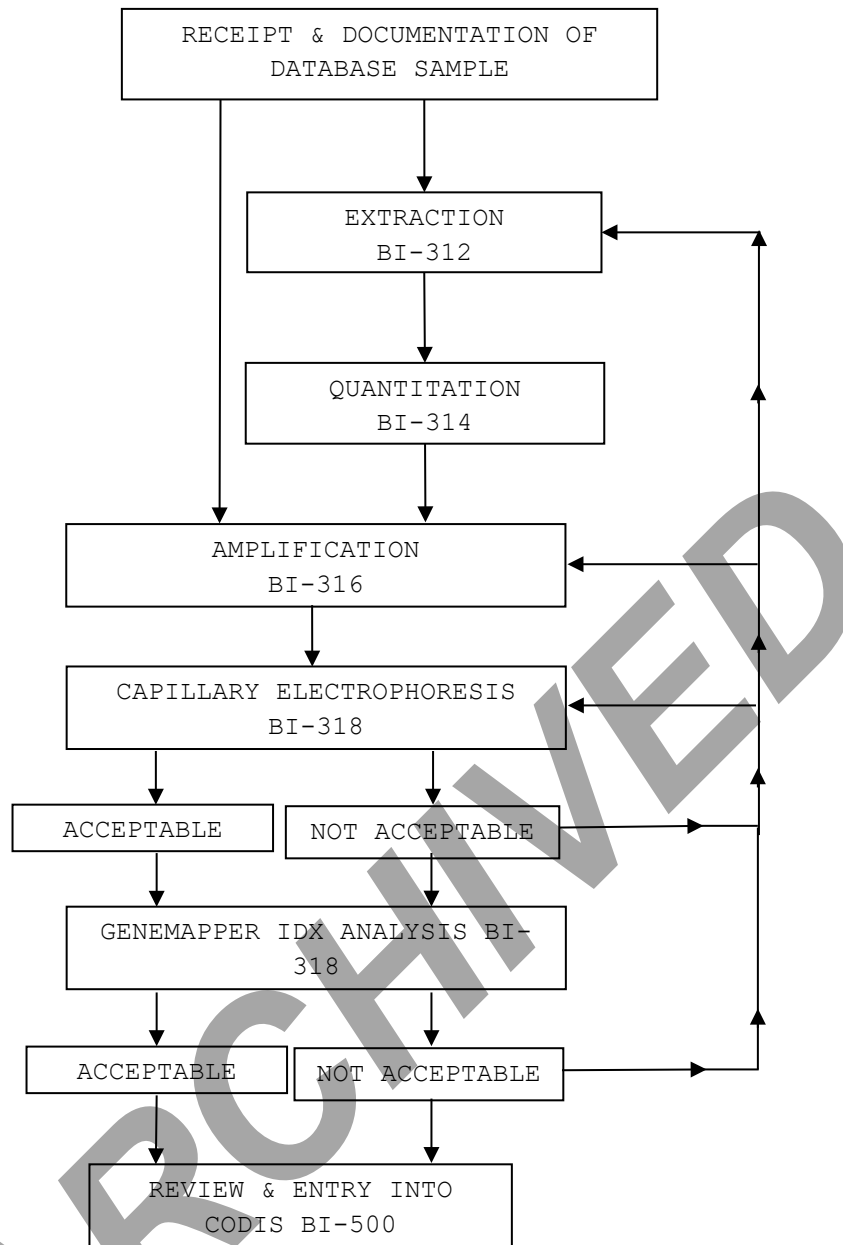 RECEIPT & DOCUMENTATION OF
DATABASE SAMPLE
EXTRACTION
BI-312
QUANTITATION
BI-314
AMPLIFICATION
BI-316
CAPILLARY ELECTROPHORESIS
BI-318
ACCEPTABLE
NOT ACCEPTABLE
GENEMAPPER IDX ANALYSIS BI-
318
ACCEPTABLE
NOT ACCEPTABLE
REVIEW & ENTRY INTO
CODIS BI-500
ARCHIVED